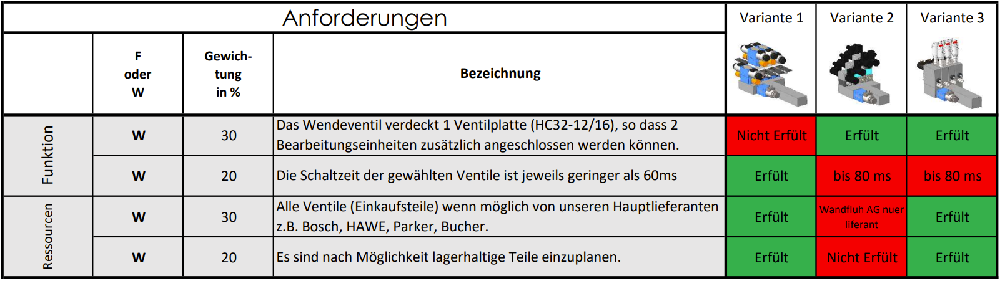 Anforderungen
Variante 1
Variante 2
Variante 3
F
oder
W
Gewich-
tung
in %
Bezeichnung
Funktion
W
30
Das Wendeventil verdeckt 1 Ventilplatte (HC32-12/16), so dass 2
Bearbeitungseinheiten zusätzlich angeschlossen werden können.
Nicht Erfült
Erfült
Erfült
W
20
Die Schaltzeit der gewählten Ventile ist jeweils geringer als 60ms
Erfült
bis 80 ms
bis 80 ms
Ressourcen
W
30
Alle Ventile (Einkaufsteile) wenn möglich von unseren Hauptlieferanten
z.B. Bosch, HAWE, Parker, Bucher.
Erfült
Wandfluh AG nuer
liferant
Erfült
W
20
Es sind nach Möglichkeit lagerhaltige Teile einzuplanen.
Erfült
Nicht Erfült
Erfült